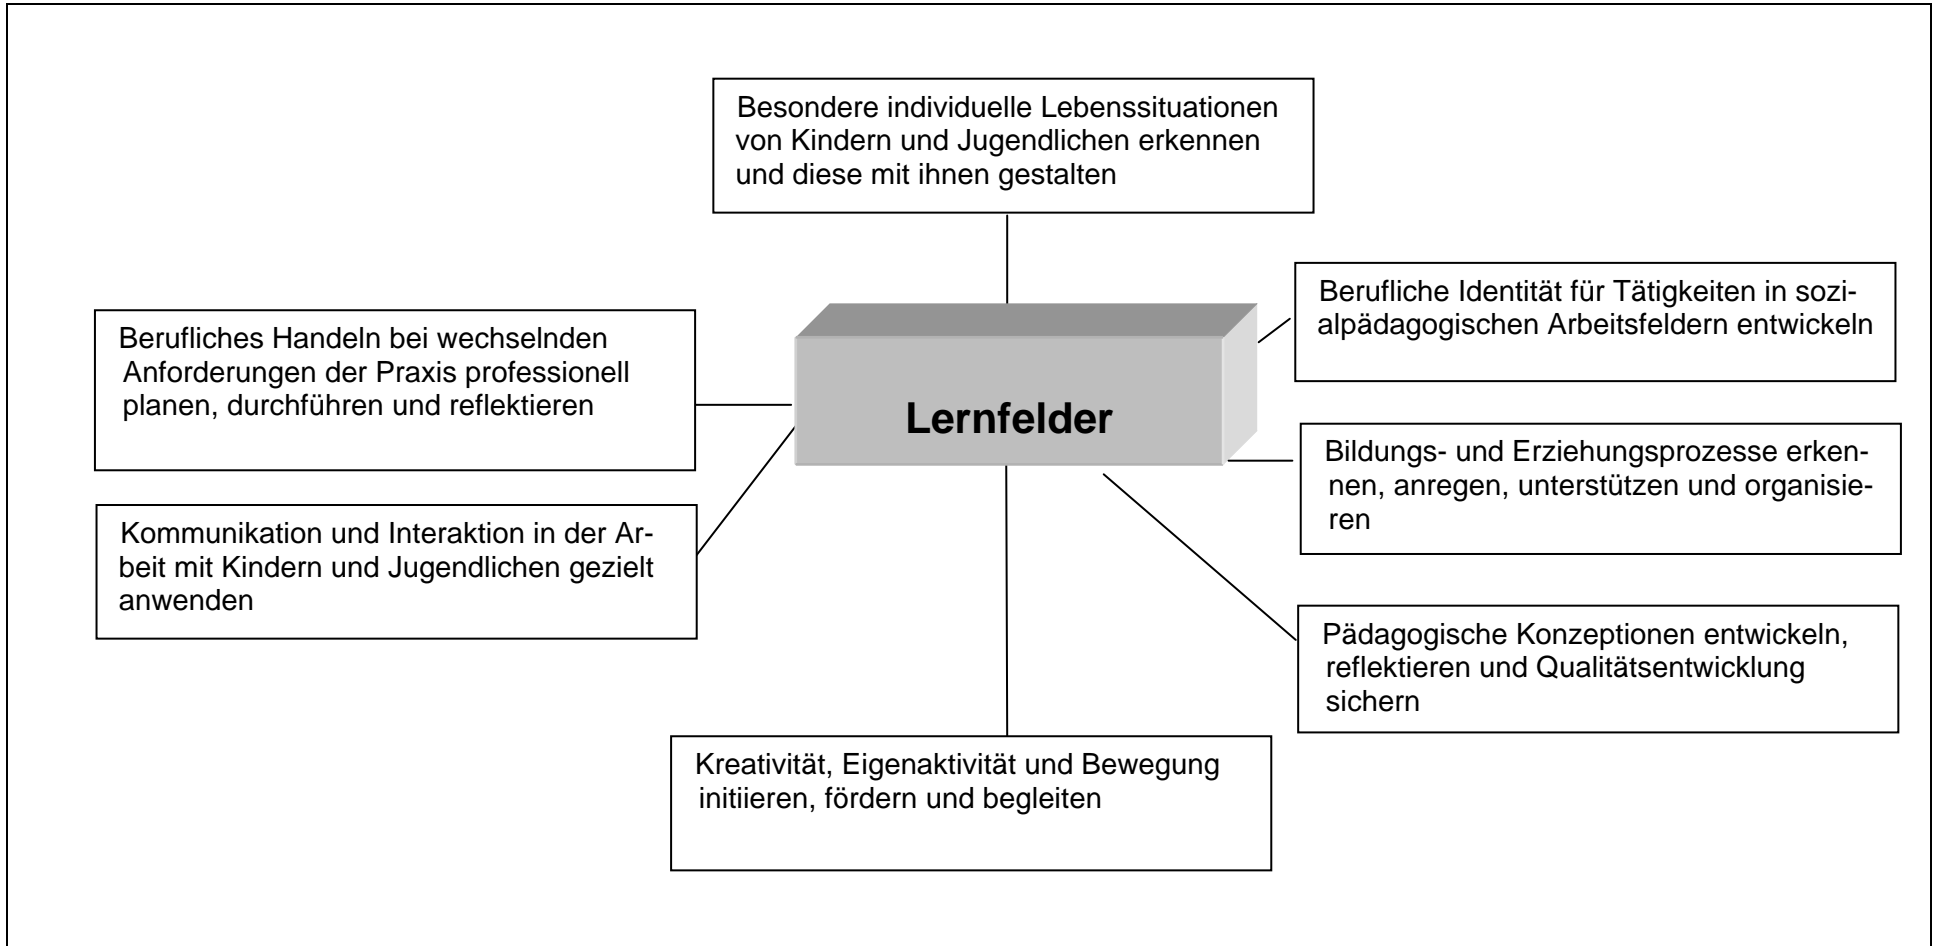 Besondere individuelle Lebenssituationen
von Kindern und Jugendlichen erkennen
und diese mit ihnen gestalten
Berufliche Identität für Tätigkeiten in sozi-
alpädagogischen Arbeitsfeldern entwickeln
Berufliches Handeln bei wechselnden
Anforderungen der Praxis professionell
planen, durchführen und reflektieren
Lernfelder
Bildungs- und Erziehungsprozesse erken-
nen, anregen, unterstützen und organisie-
ren
Kommunikation und Interaktion in der Ar-
beit mit Kindern und Jugendlichen gezielt
anwenden
Pädagogische Konzeptionen entwickeln,
reflektieren und Qualitätsentwicklung
sichern
Kreativität, Eigenaktivität und Bewegung
initiieren, fördern und begleiten